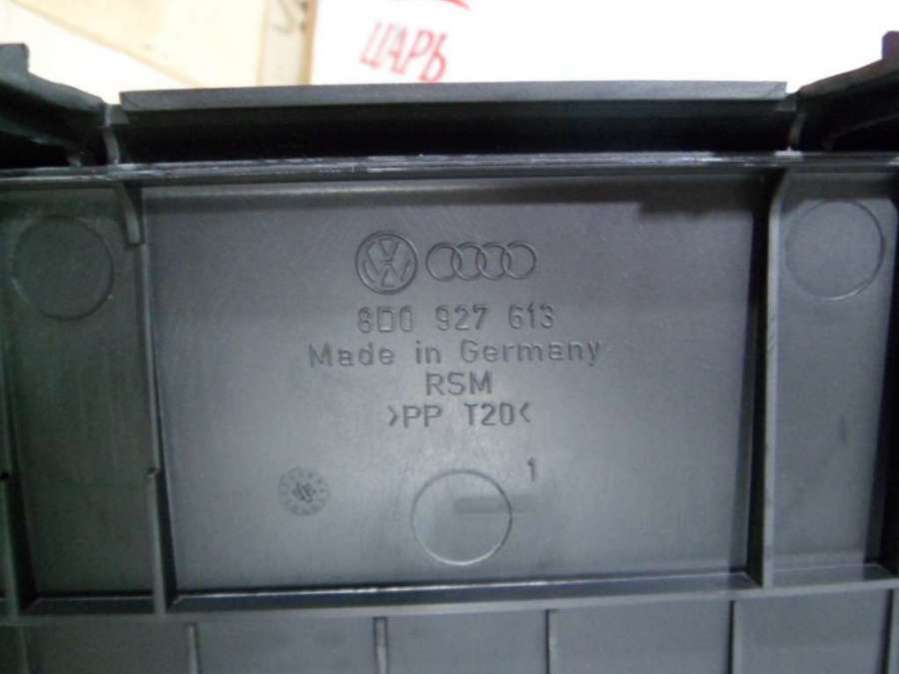 ЦАРЬ
8D0 927 613
Made in Germany
RSM
>PP T20<
1